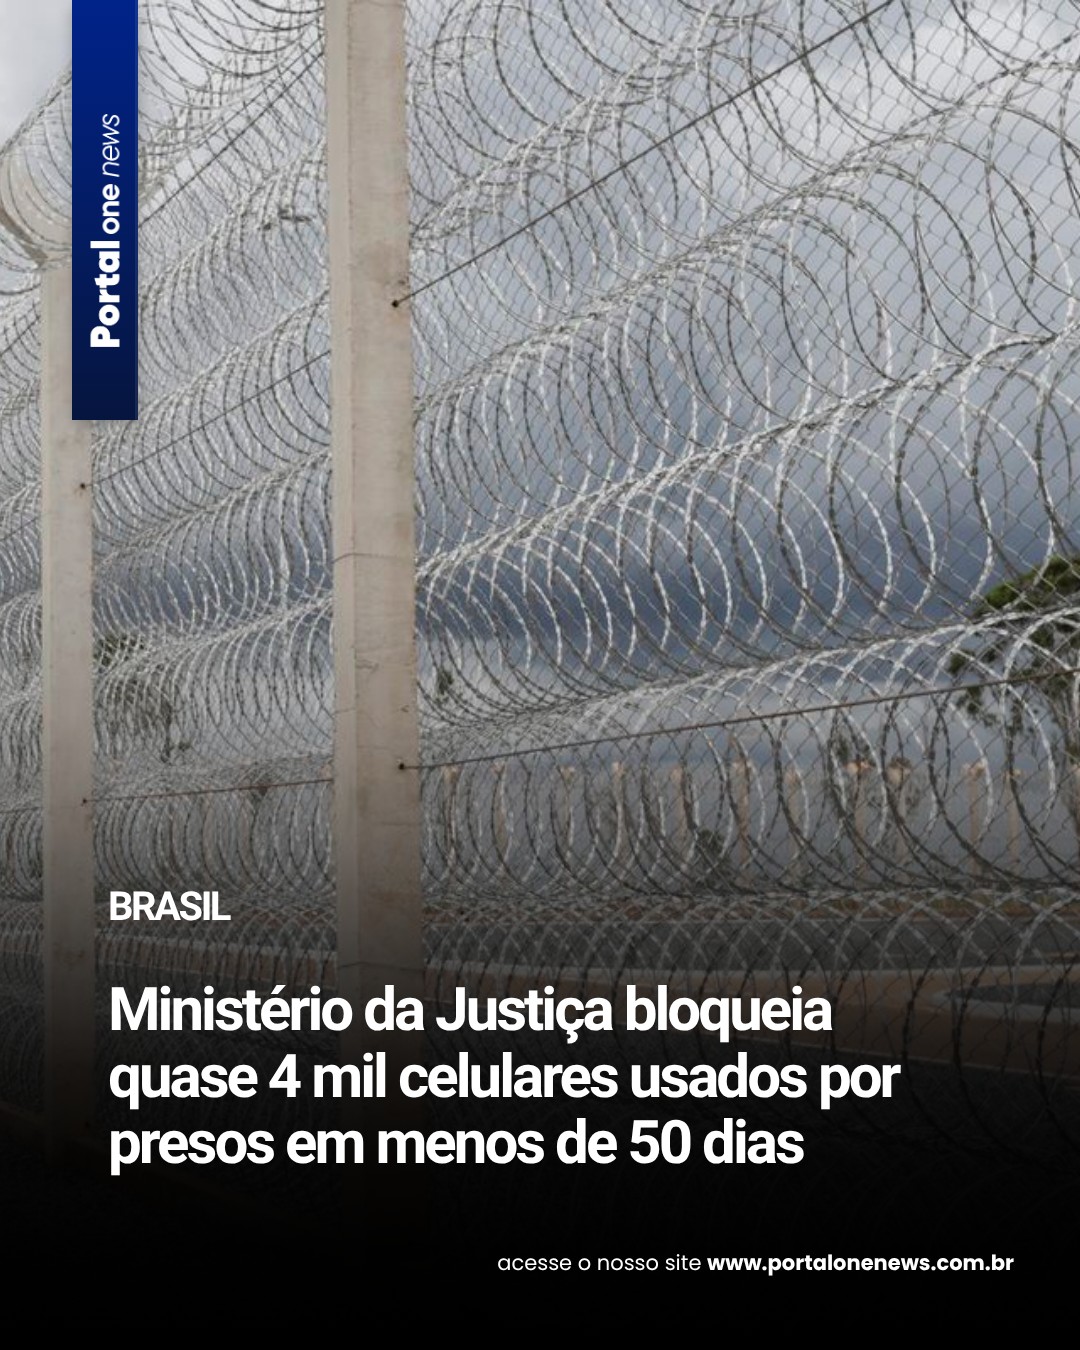 Portal one news
BRASIL
Ministério da Justiça bloqueia
quase 4 mil celulares usados por
presos em menos de 50 dias
acesse o nosso site www.portalonenews.com.br